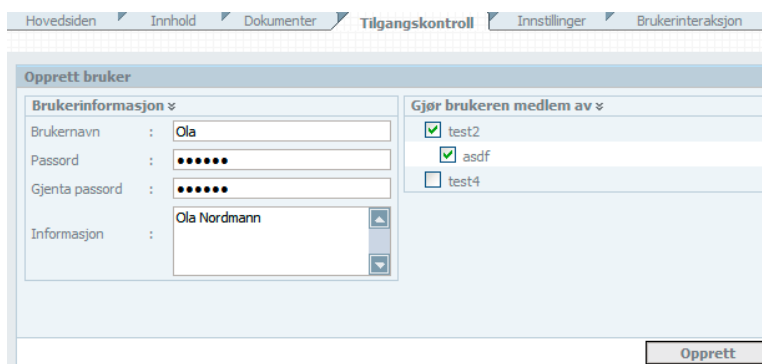 Hovedsiden Innhold Dokumenter Tilgangskontroll Innstillinger Brukerinteraksjon
Opprett bruker
Brukerinformasjon
Brukernavn : Ola
Passord : ●●●●●●
Gjenta passord : ●●●●●●
Informasjon : Ola Nordmann
Gjør brukeren medlem av
test2
asdf
test4
Opprett